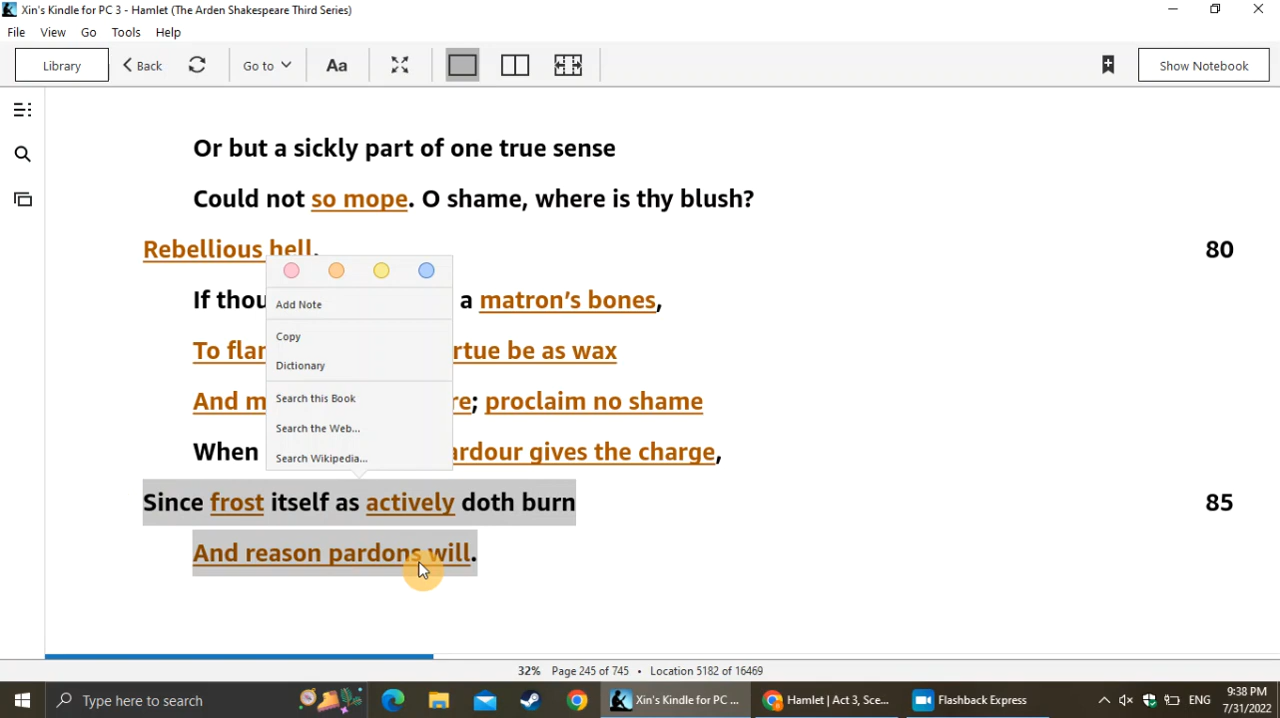 Xin's Kindle for PC 3 - Hamlet (The Arden Shakespeare Third Series)
File View Go Tools Help
Library Back Go to Aa Show Notebook
Or but a sickly part of one true sense
Could not so mope. O shame, where is thy blush?
Rebellious hell. 80
If thou a matron's bones,
To flam rtue be as wax
And m re; proclaim no shame
When ardour gives the charge,
Since frost itself as actively doth burn 85
And reason pardons will.
Add Note
Copy
Dictionary
Search this Book
Search the Web...
Search Wikipedia...
32% Page 245 of 745 • Location 5182 of 16469
Type here to search Xin's Kindle for PC ... Hamlet | Act 3, Sce... Flashback Express ENG 9:38 PM
7/31/2022